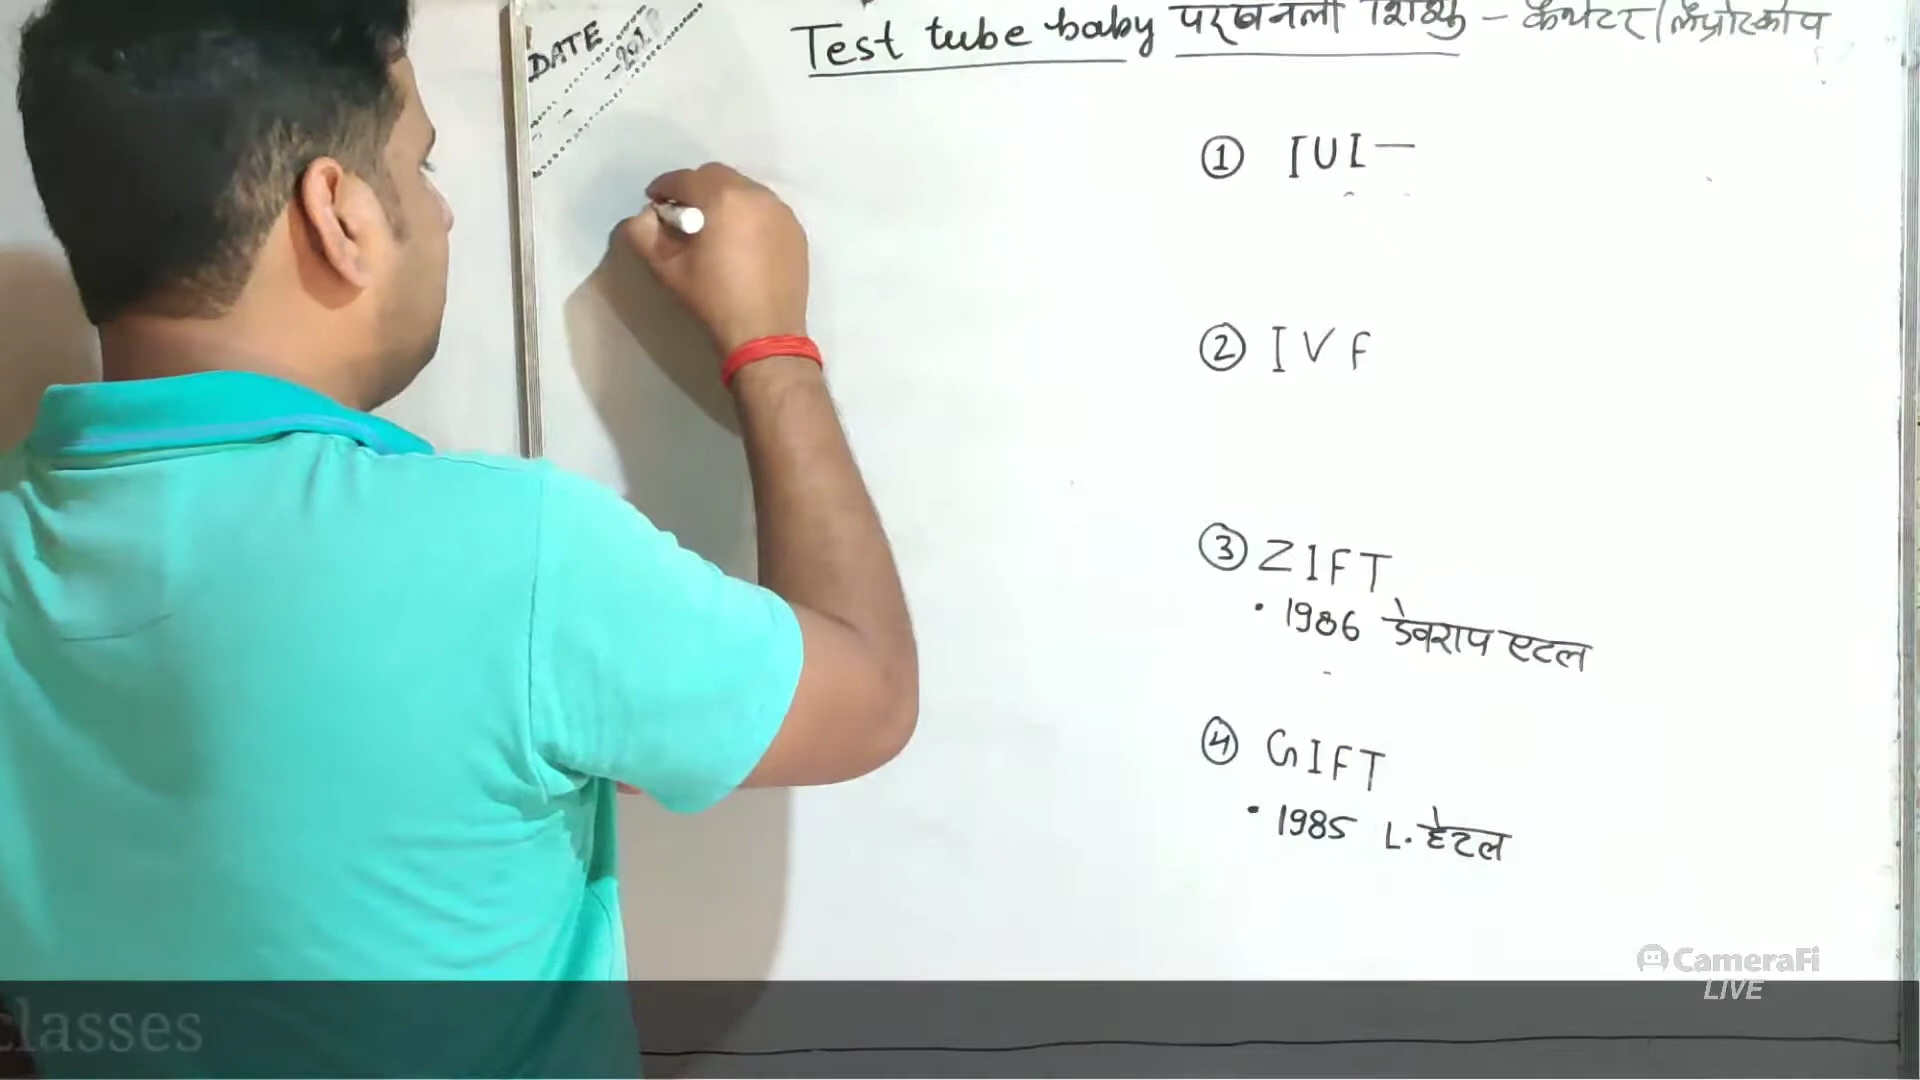 DATE
-201
Test tube baby परखनली शिशु - कैथेटर/लैप्रोस्कोप
① IUI -
② IVF
③ ZIFT
• 1986 डेवराप एटल
④ GIFT
• 1985 L. हेटल
CameraFi
LIVE
classes